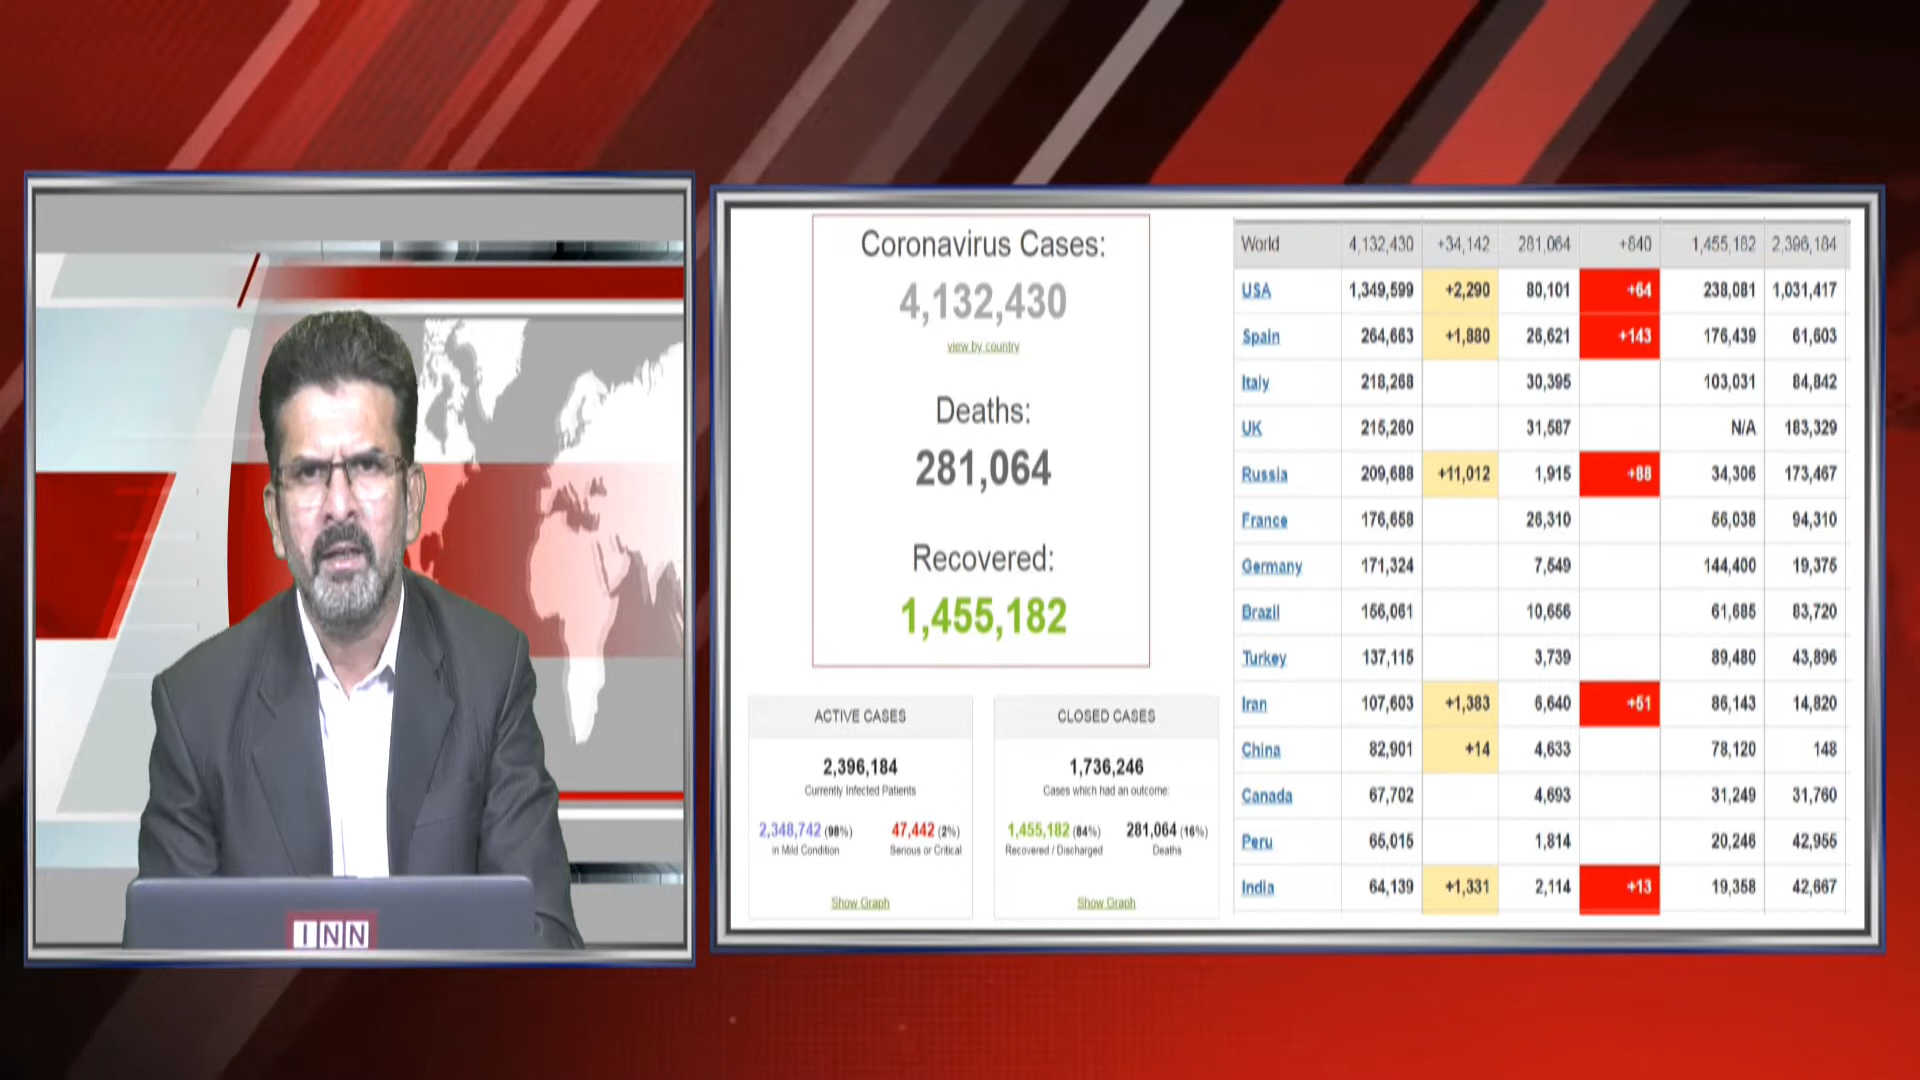 INN
Coronavirus Cases:
4,132,430
view by country
Deaths:
281,064
Recovered:
1,455,182
ACTIVE CASES
2,396,184
Currently Infected Patients
2,348,742 (98%) 47,442 (2%)
in Mild Condition Serious or Critical
Show Graph
CLOSED CASES
1,736,246
Cases which had an outcome:
1,455,182 (84%) 281,064 (16%)
Recovered / Discharged Deaths
Show Graph
World 4,132,430 +34,142 281,064 +840 1,455,182 2,396,184
USA 1,349,599 +2,290 80,101 +64 238,081 1,031,417
Spain 264,663 +1,880 26,621 +143 176,439 61,603
Italy 218,268 30,395 103,031 84,842
UK 215,260 31,587 N/A 183,329
Russia 209,688 +11,012 1,915 +88 34,306 173,467
France 176,658 26,310 56,038 94,310
Germany 171,324 7,549 144,400 19,375
Brazil 156,061 10,656 61,685 83,720
Turkey 137,115 3,739 89,480 43,896
Iran 107,603 +1,383 6,640 +51 86,143 14,820
China 82,901 +14 4,633 78,120 148
Canada 67,702 4,693 31,249 31,760
Peru 65,015 1,814 20,246 42,955
India 64,139 +1,331 2,114 +13 19,358 42,667